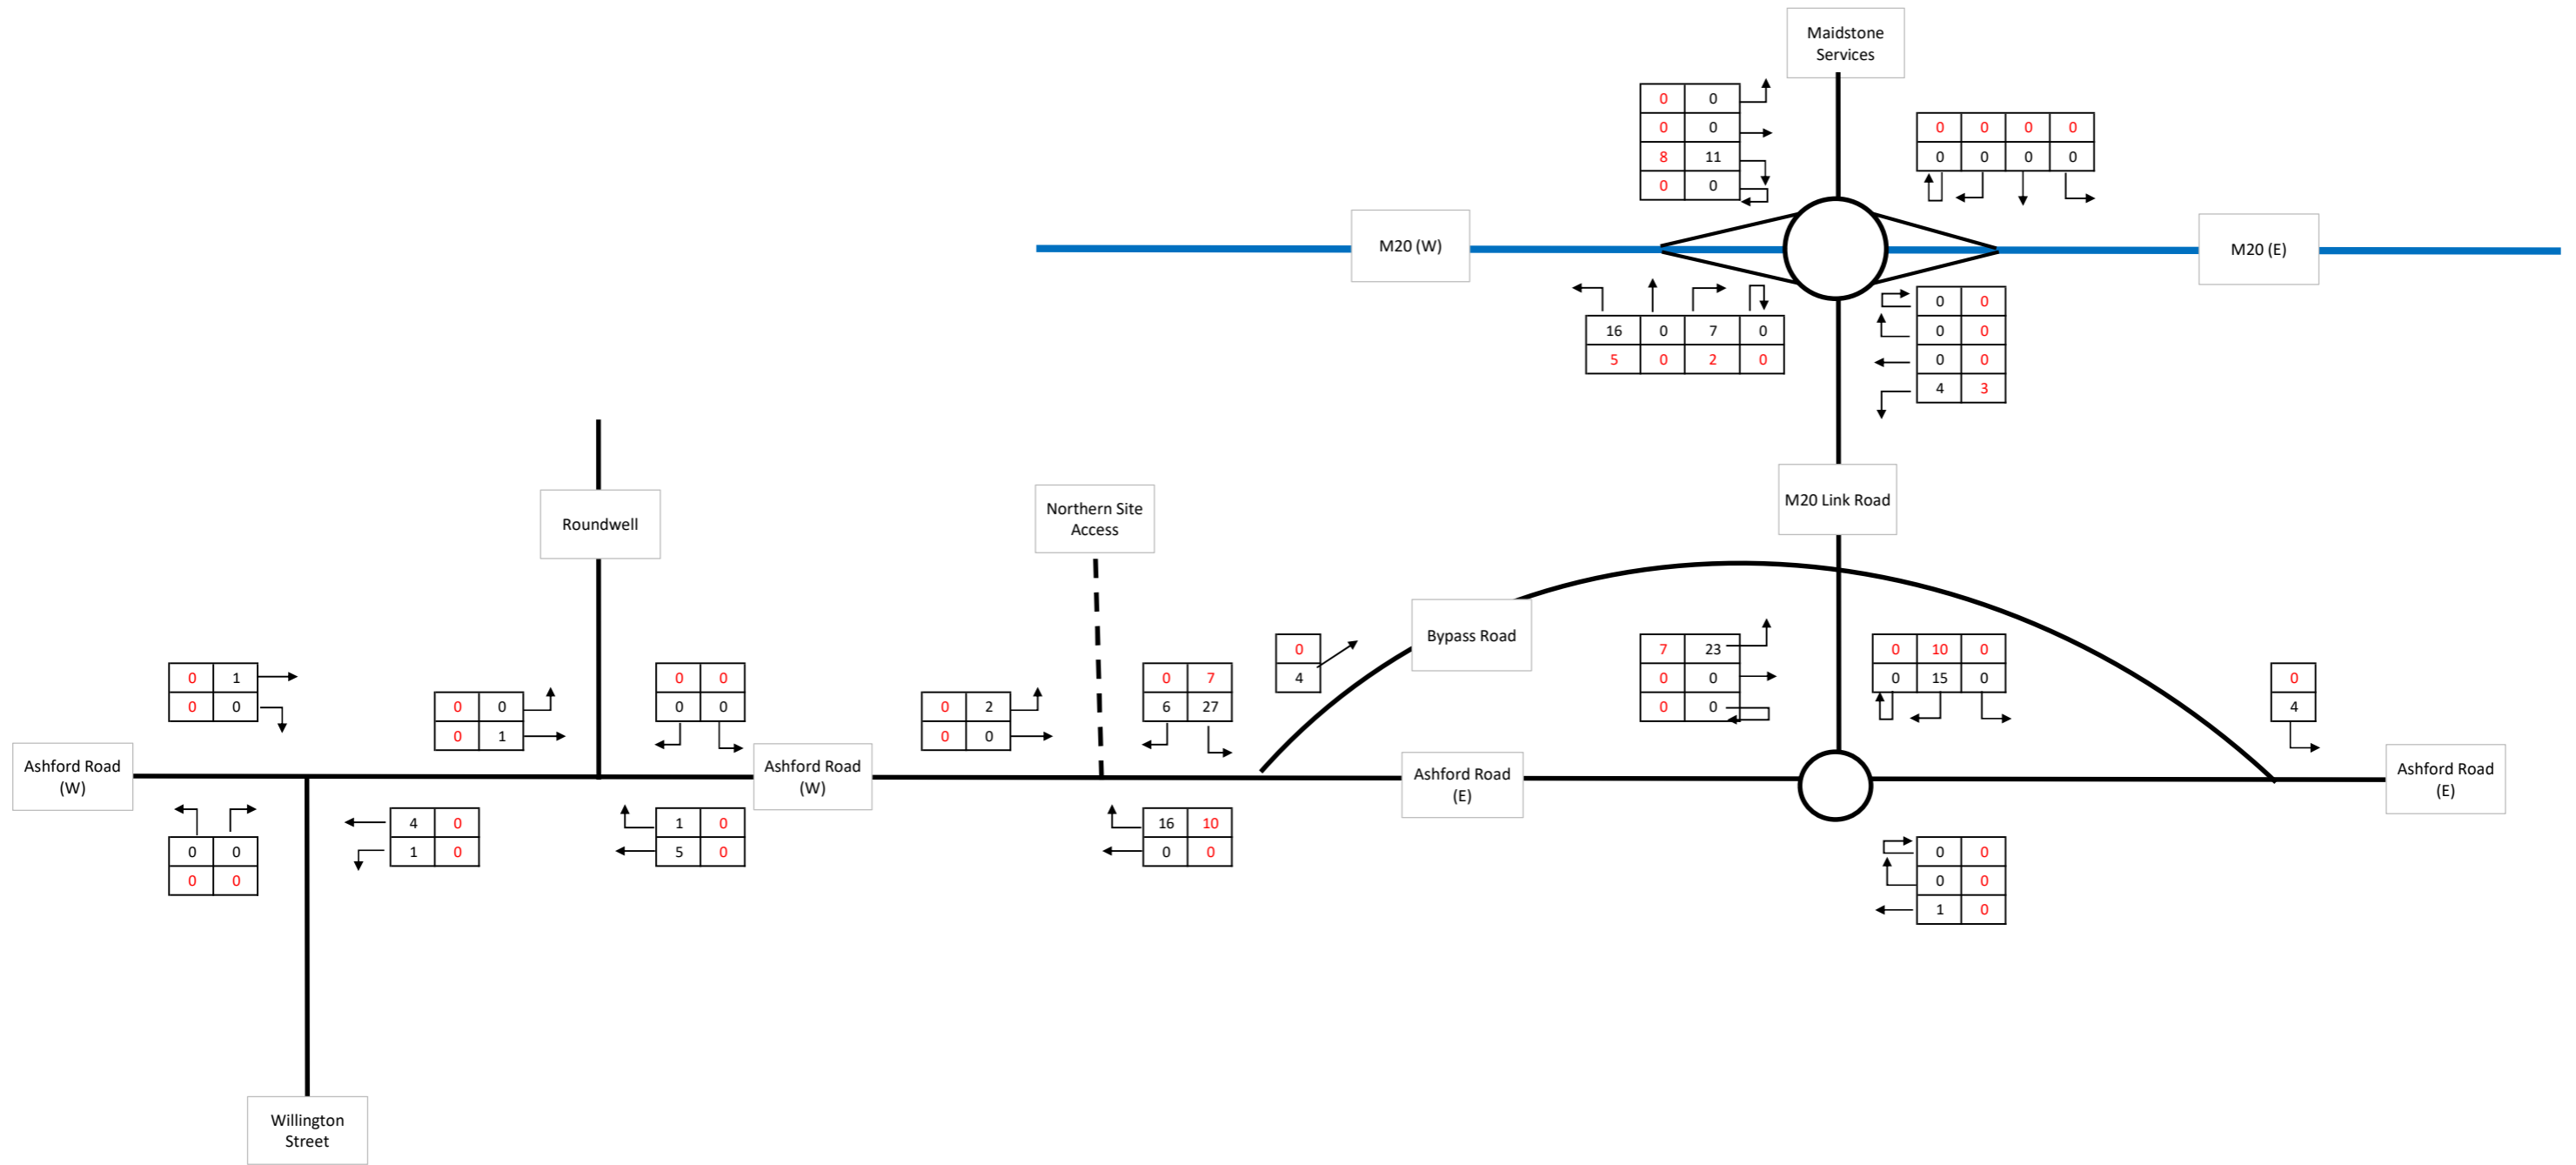 Maidstone
Services
0 0
0 0
8 11
0 0
0 0 0 0
0 0 0 0
M20 (W)
M20 (E)
16 0 7 0
5 0 2 0
0 0
0 0
0 0
4 3
Roundwell
Northern Site
Access
M20 Link Road
Bypass Road
0 1
0 0
0 0
0 1
0 0
0 0
0 2
0 0
0 7
6 27
0
4
7 23
0 0
0 0
0 10 0
0 15 0
0
4
Ashford Road
(W)
Ashford Road
(W)
Ashford Road
(E)
Ashford Road
(E)
0 0
0 0
4 0
1 0
1 0
5 0
16 10
0 0
0 0
0 0
1 0
Willington
Street